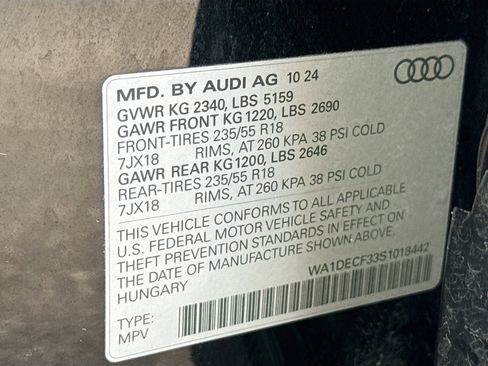 MFD. BY AUDI AG 10 24
GVWR KG 2340, LBS 5159
GAWR FRONT KG 1220, LBS 2690
FRONT-TIRES 235/55 R18
7JX18 RIMS, AT 260 KPA 38 PSI COLD
GAWR REAR KG1200, LBS 2646
REAR-TIRES 235/55 R18
7JX18 RIMS, AT 260 KPA 38 PSI COLD
THIS VEHICLE CONFORMS TO ALL APPLICABLE
U.S. FEDERAL MOTOR VEHICLE SAFETY AND
THEFT PREVENTION STANDARDS IN EFFECT ON
THE DATE OF MANUFACTURE SHOWN ABOVE.
HUNGARY
WA1DECF33S1018442
TYPE:
MPV